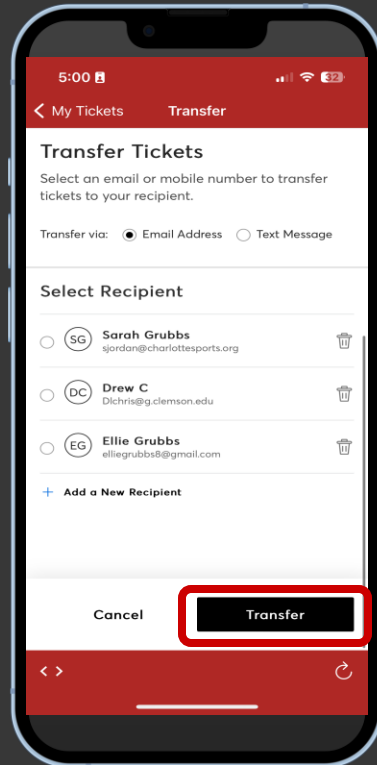 5:00
32
My Tickets Transfer
Transfer Tickets
Select an email or mobile number to transfer
tickets to your recipient.
Transfer via: Email Address Text Message
Select Recipient
SG Sarah Grubbs
sjordan@charlottesports.org
DC Drew C
Dlchris@g.clemson.edu
EG Ellie Grubbs
elliegrubbs8@gmail.com
+ Add a New Recipient
Cancel Transfer